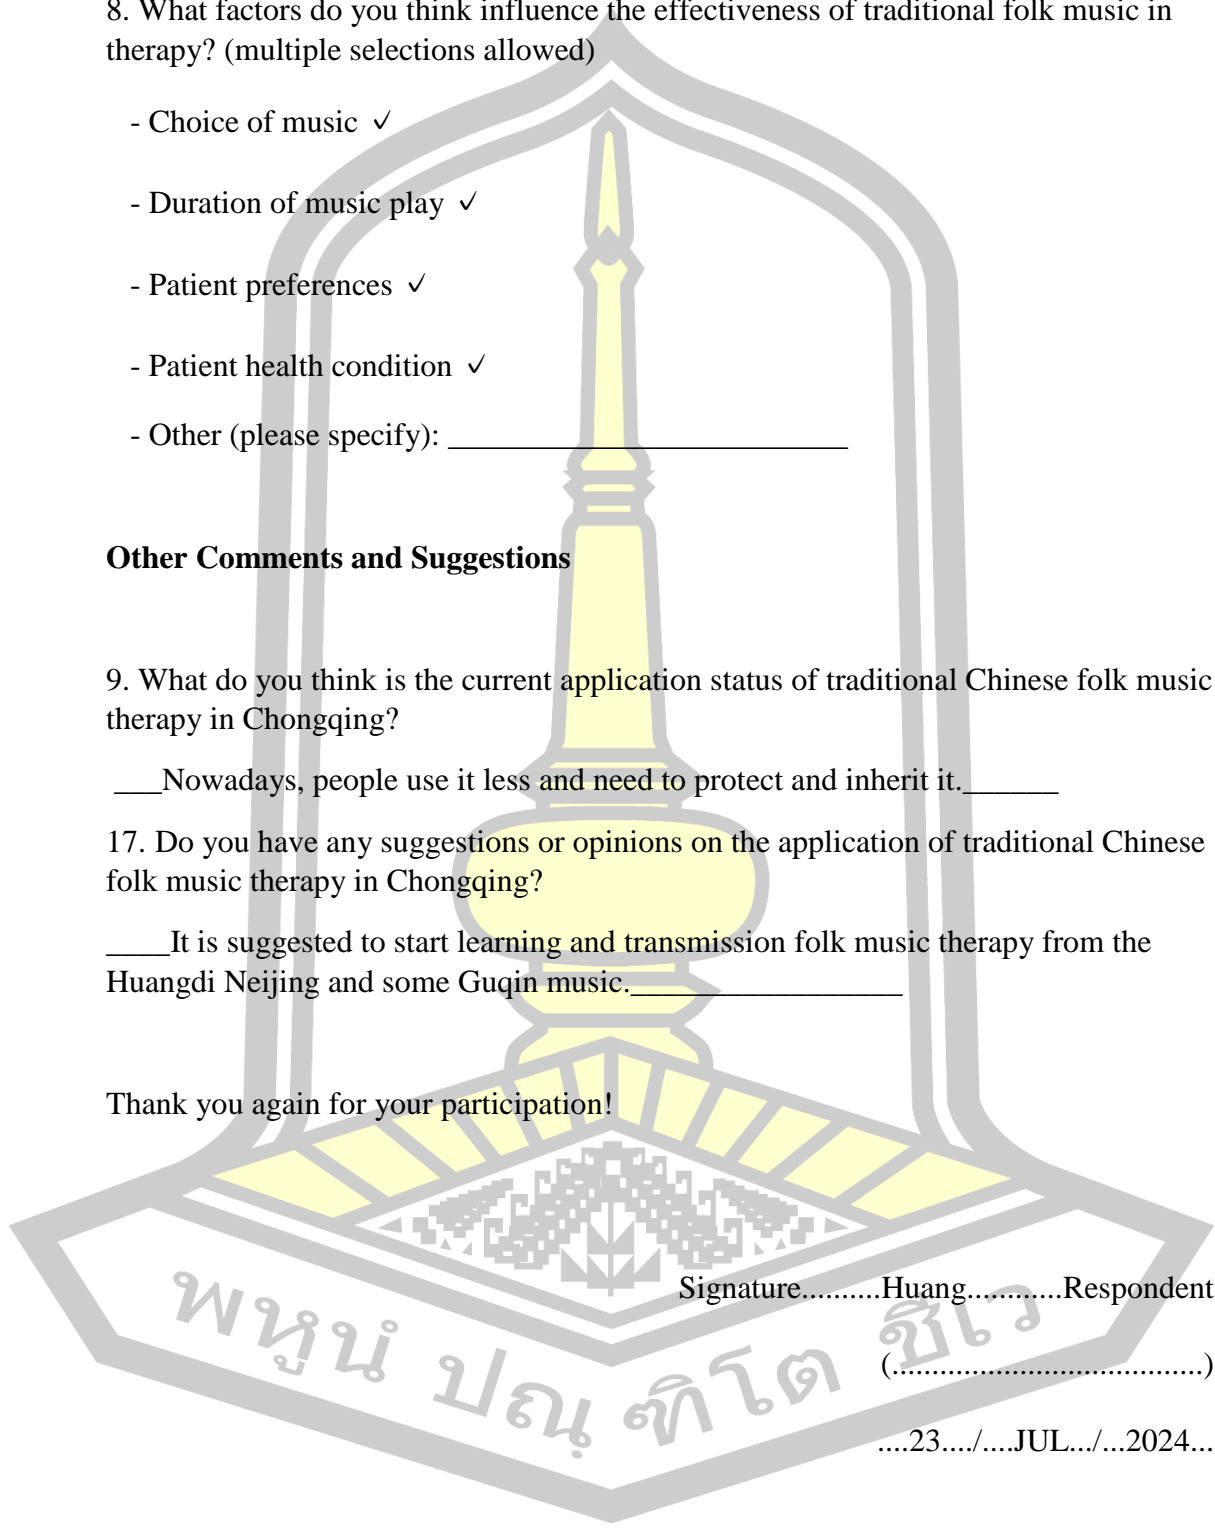 8. What factors do you think influence the effectiveness of traditional folk music in
therapy? (multiple selections allowed)
- Choice of music ✓
- Duration of music play ✓
- Patient preferences ✓
- Patient health condition ✓
- Other (please specify): _________________________
Other Comments and Suggestions
9. What do you think is the current application status of traditional Chinese folk music
therapy in Chongqing?
___Nowadays, people use it less and need to protect and inherit it.______
17. Do you have any suggestions or opinions on the application of traditional Chinese
folk music therapy in Chongqing?
____It is suggested to start learning and transmission folk music therapy from the
Huangdi Neijing and some Guqin music._________________
Thank you again for your participation!
Signature..........Huang............Respondent
(.......................................)
....23..../....JUL.../...2024...
พหูนํ ปณฺฑิโต ชีเว